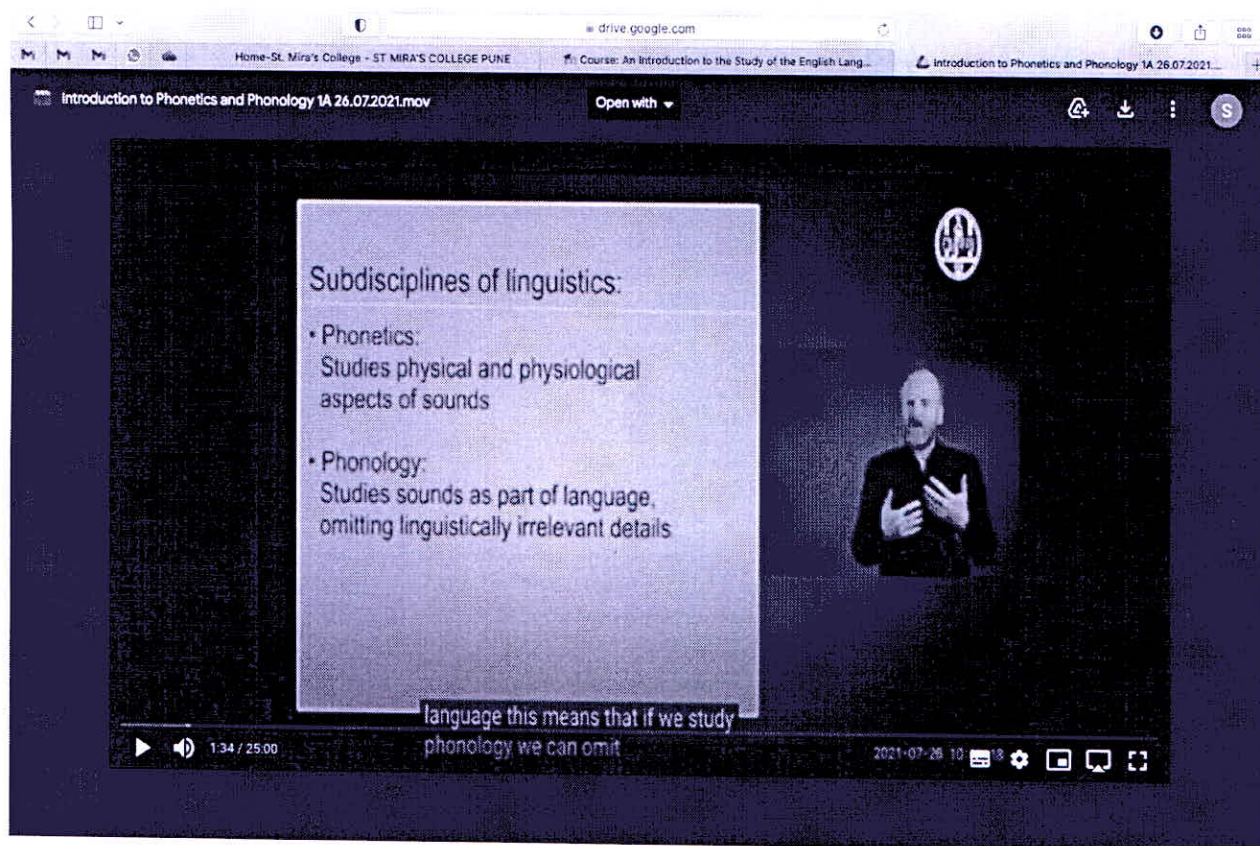 drive.google.com
Home-St. Mira's College - ST MIRA'S COLLEGE PUNE
Course: An Introduction to the Study of the English Lang...
Introduction to Phonetics and Phonology 1A 26.07.2021....
Introduction to Phonetics and Phonology 1A 26.07.2021.mov
Open with
S
Subdisciplines of linguistics:
• Phonetics:
Studies physical and physiological
aspects of sounds
• Phonology:
Studies sounds as part of language,
omitting linguistically irrelevant details
language this means that if we study
phonology we can omit
1:34 / 25:00
2021-07-26 10